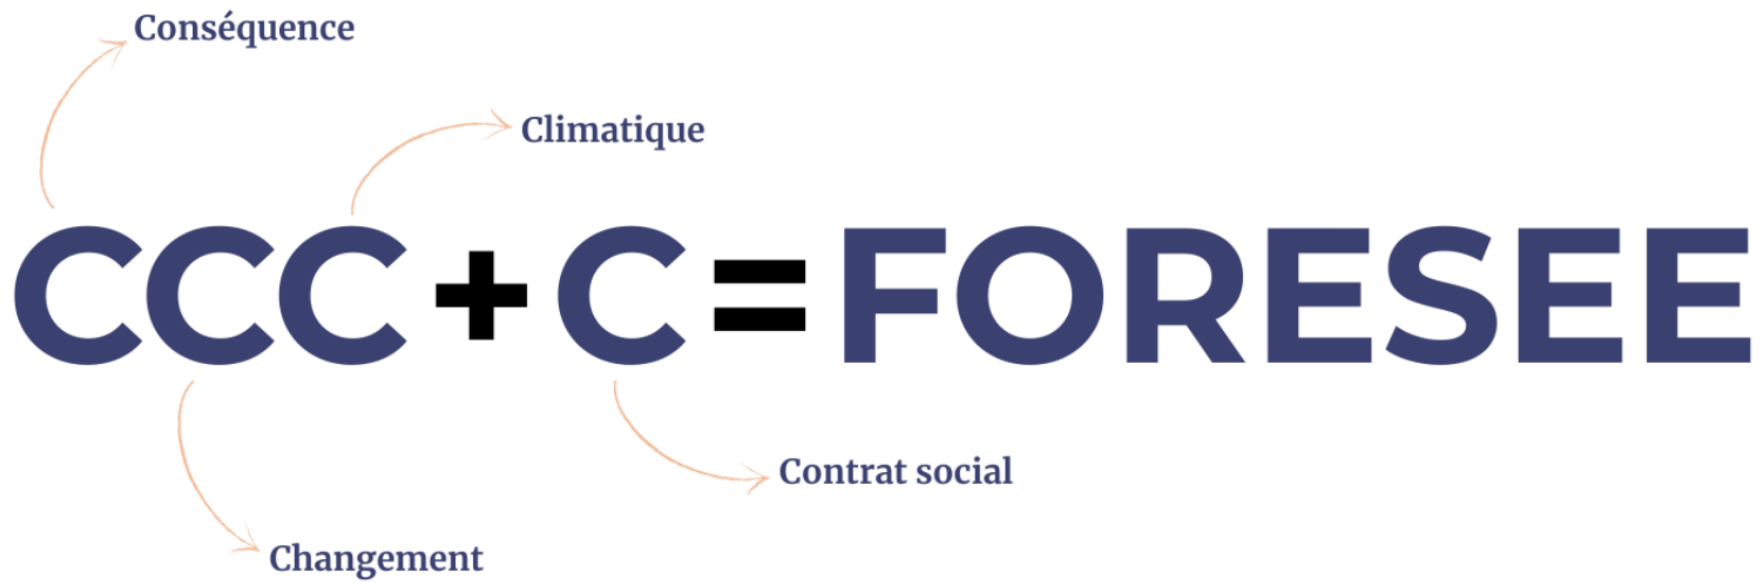 Conséquence
Climatique
CCC + C = FORESEE
Contrat social
Changement